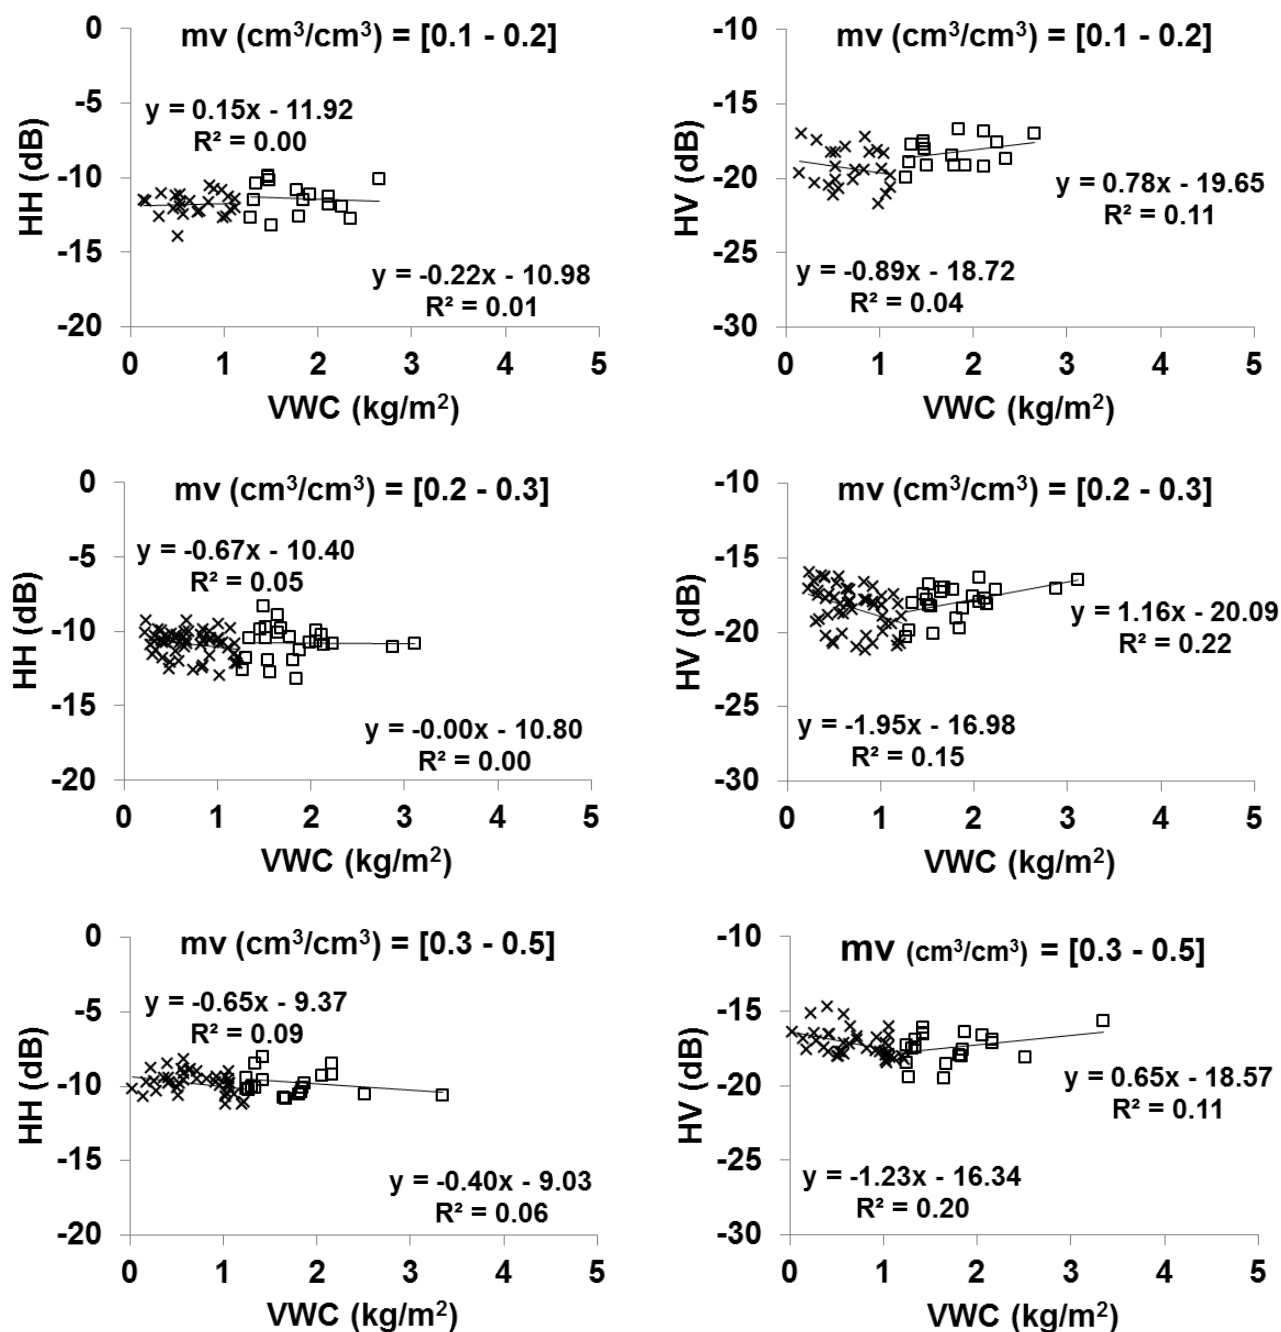 mv (cm³/cm³) = [0.1 - 0.2]
y = 0.15x - 11.92
R² = 0.00
y = -0.22x - 10.98
R² = 0.01
HH (dB)
0
-5
-10
-15
-20
0 1 2 3 4 5
VWC (kg/m²)
mv (cm³/cm³) = [0.1 - 0.2]
y = 0.78x - 19.65
R² = 0.11
y = -0.89x - 18.72
R² = 0.04
HV (dB)
-10
-15
-20
-25
-30
0 1 2 3 4 5
VWC (kg/m²)
mv (cm³/cm³) = [0.2 - 0.3]
y = -0.67x - 10.40
R² = 0.05
y = -0.00x - 10.80
R² = 0.00
HH (dB)
0
-5
-10
-15
-20
0 1 2 3 4 5
VWC (kg/m²)
mv (cm³/cm³) = [0.2 - 0.3]
y = 1.16x - 20.09
R² = 0.22
y = -1.95x - 16.98
R² = 0.15
HV (dB)
-10
-15
-20
-25
-30
0 1 2 3 4 5
VWC (kg/m²)
mv (cm³/cm³) = [0.3 - 0.5]
y = -0.65x - 9.37
R² = 0.09
y = -0.40x - 9.03
R² = 0.06
HH (dB)
0
-5
-10
-15
-20
0 1 2 3 4 5
VWC (kg/m²)
mv (cm³/cm³) = [0.3 - 0.5]
y = 0.65x - 18.57
R² = 0.11
y = -1.23x - 16.34
R² = 0.20
HV (dB)
-10
-15
-20
-25
-30
0 1 2 3 4 5
VWC (kg/m²)